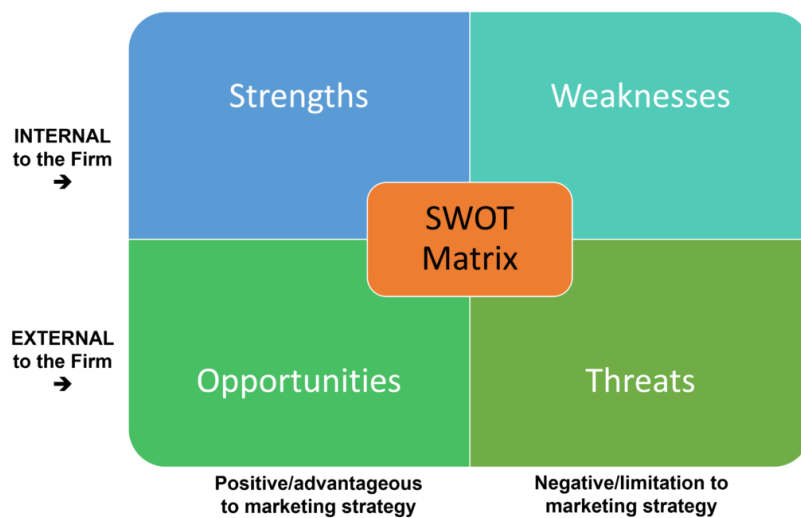 Strengths
Weaknesses
INTERNAL
to the Firm
➔
SWOT
Matrix
EXTERNAL
to the Firm
➔
Opportunities
Threats
Positive/advantageous
to marketing strategy
Negative/limitation to
marketing strategy